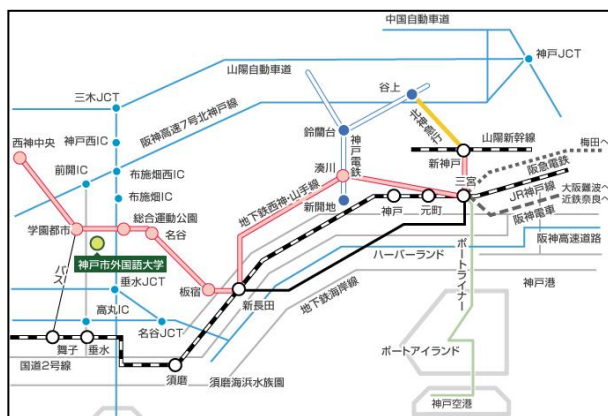 中国自動車道
神戸JCT
山陽自動車道
谷上
三木JCT
阪神高速7号北神戸線
北神急行
鈴蘭台
神戸電鉄
山陽新幹線
神戸西IC
西神中央
前開IC
布施畑西IC
湊川
新神戸
梅田へ
阪急電鉄
三宮
JR神戸線
大阪難波へ
近鉄奈良へ
阪神電車
布施畑IC
地下鉄西神・山手線
新開地
神戸
元町
総合運動公園
学園都市
名谷
神戸市外国語大学
バス
ハーバーランド
阪神高速道路
ポートライナー
神戸港
垂水JCT
板宿
新長田
地下鉄海岸線
高丸IC
名谷JCT
舞子
垂水
国道2号線
須磨
須磨海浜水族園
ポートアイランド
神戸空港